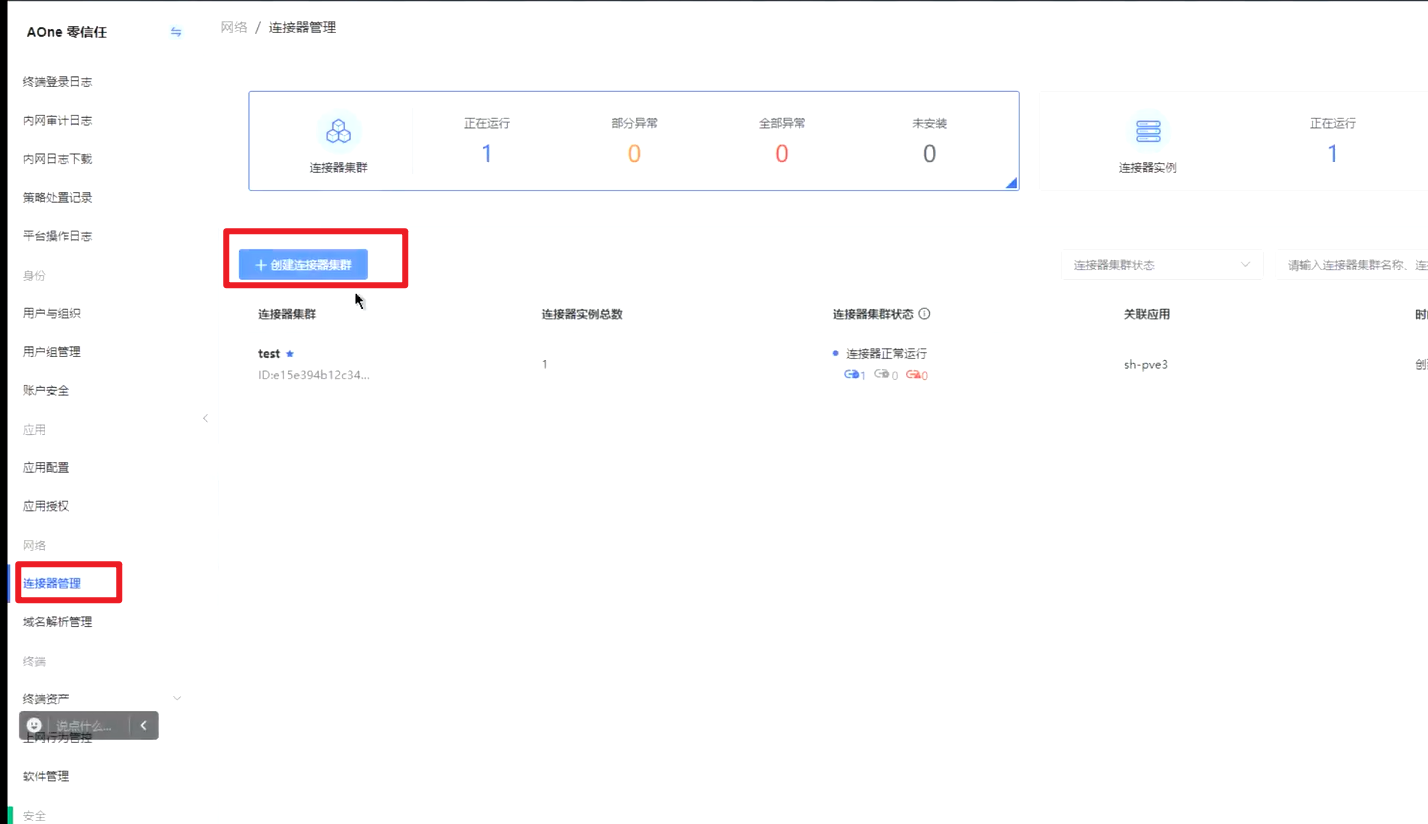 AOne 零信任
网络 / 连接器管理
终端登录日志
内网审计日志
内网日志下载
策略处置记录
平台操作日志
身份
用户与组织
用户组管理
账户安全
应用
应用配置
应用授权
网络
连接器管理
域名解析管理
终端
终端资产
说点什么...
上网行为管控
软件管理
安全
连接器集群
正在运行
1
部分异常
0
全部异常
0
未安装
0
连接器实例
正在运行
1
+ 创建连接器集群
连接器集群状态
请输入连接器集群名称、连
连接器集群 连接器实例总数 连接器集群状态 关联应用 时
test 连接器正常运行
ID:e15e394b12c34... 1 1 0 0 sh-pve3 创